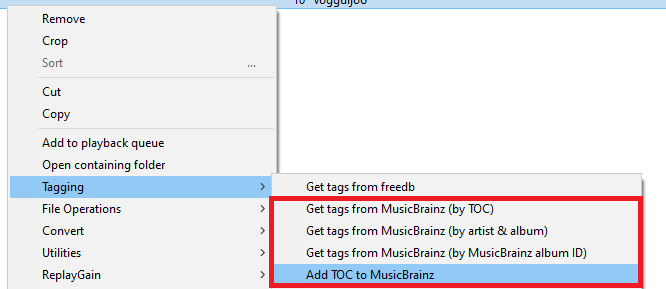 10 Vögguljóð
Remove
Crop
Sort ...
Cut
Copy
Add to playback queue
Open containing folder
Tagging
Get tags from freedb
File Operations
Get tags from MusicBrainz (by TOC)
Convert
Get tags from MusicBrainz (by artist & album)
Utilities
Get tags from MusicBrainz (by MusicBrainz album ID)
ReplayGain
Add TOC to MusicBrainz